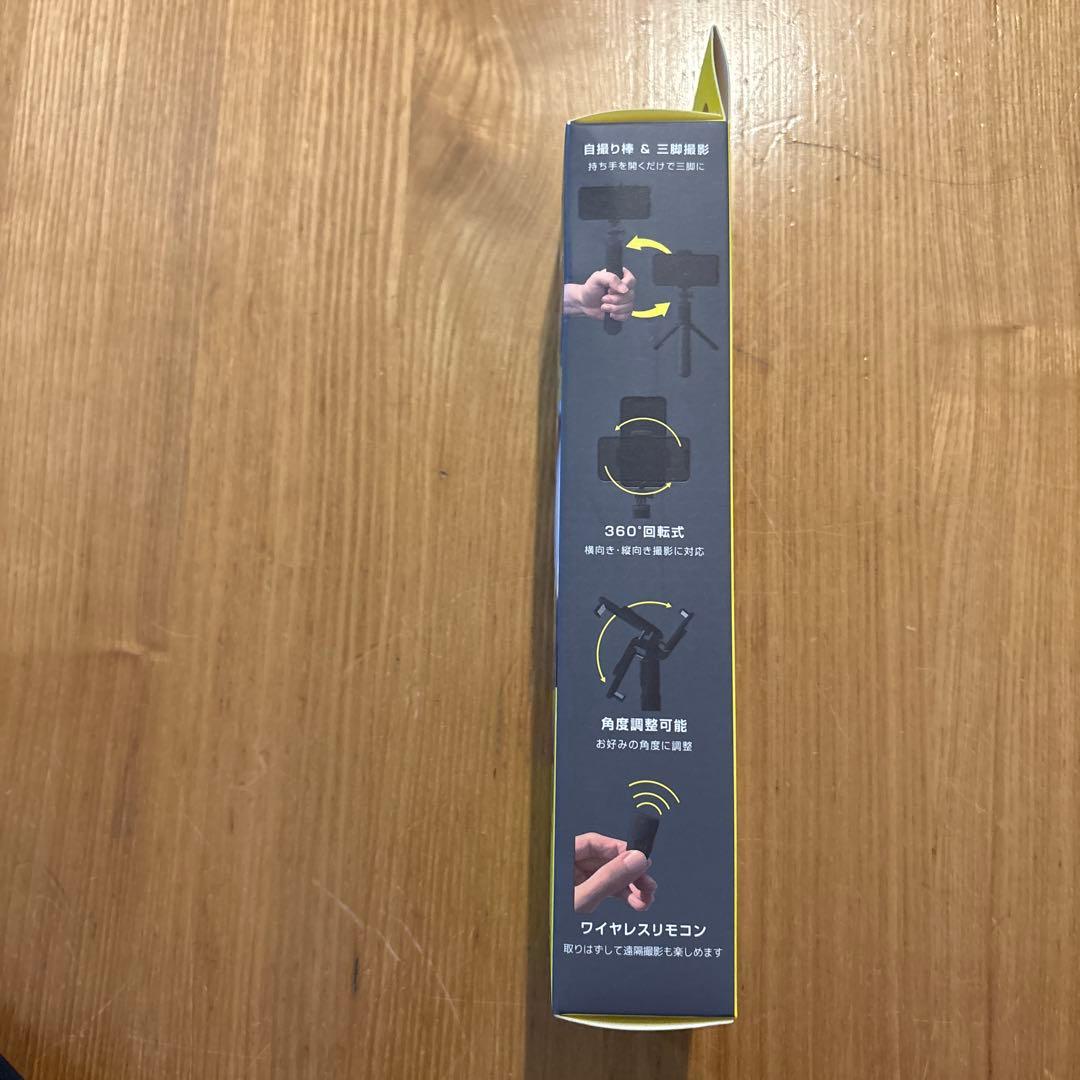 自撮り棒 & 三脚撮影
持ち手を開くだけで三脚に
360°回転式
横向き・縦向き撮影に対応
角度調整可能
お好みの角度に調整
ワイヤレスリモコン
取りはずして遠隔撮影も楽しめます